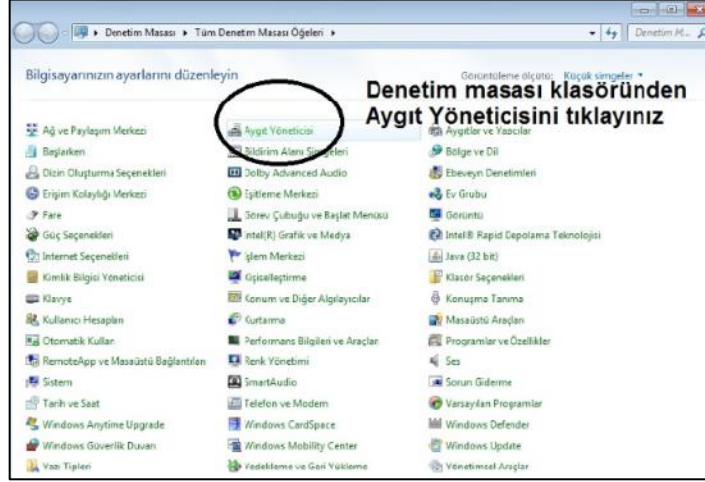 Denetim Masası ▸ Tüm Denetim Masası Öğeleri ▸
Denetim M...
Bilgisayarınızın ayarlarını düzenleyin
Görüntüleme ölçütü: Küçük simgeler
Denetim masası klasöründen
Aygıt Yöneticisini tıklayınız
Ağ ve Paylaşım Merkezi
Aygıt Yöneticisi
Aygıtlar ve Yazıcılar
Başlarken
Bildirim Alanı Simgeleri
Bölge ve Dil
Dizin Oluşturma Seçenekleri
Dolby Advanced Audio
Ebeveyn Denetimleri
Erişim Kolaylığı Merkezi
Eşitleme Merkezi
Ev Grubu
Fare
Görev Çubuğu ve Başlat Menüsü
Görüntü
Güç Seçenekleri
Intel(R) Grafik ve Medya
Intel® Rapid Depolama Teknolojisi
Internet Seçenekleri
İşlem Merkezi
Java (32 bit)
Kimlik Bilgisi Yöneticisi
Kişiselleştirme
Klasör Seçenekleri
Klavye
Konum ve Diğer Algılayıcılar
Konuşma Tanıma
Kullanıcı Hesapları
Kurtarma
Masaüstü Araçları
Otomatik Kullan
Performans Bilgileri ve Araçları
Programlar ve Özellikler
RemoteApp ve Masaüstü Bağlantıları
Renk Yönetimi
Ses
Sistem
SmartAudio
Sorun Giderme
Tarih ve Saat
Telefon ve Modem
Varsayılan Programlar
Windows Anytime Upgrade
Windows CardSpace
Windows Defender
Windows Güvenlik Duvarı
Windows Mobility Center
Windows Update
Yazı Tipleri
Yedekleme ve Geri Yükleme
Yönetimsel Araçlar